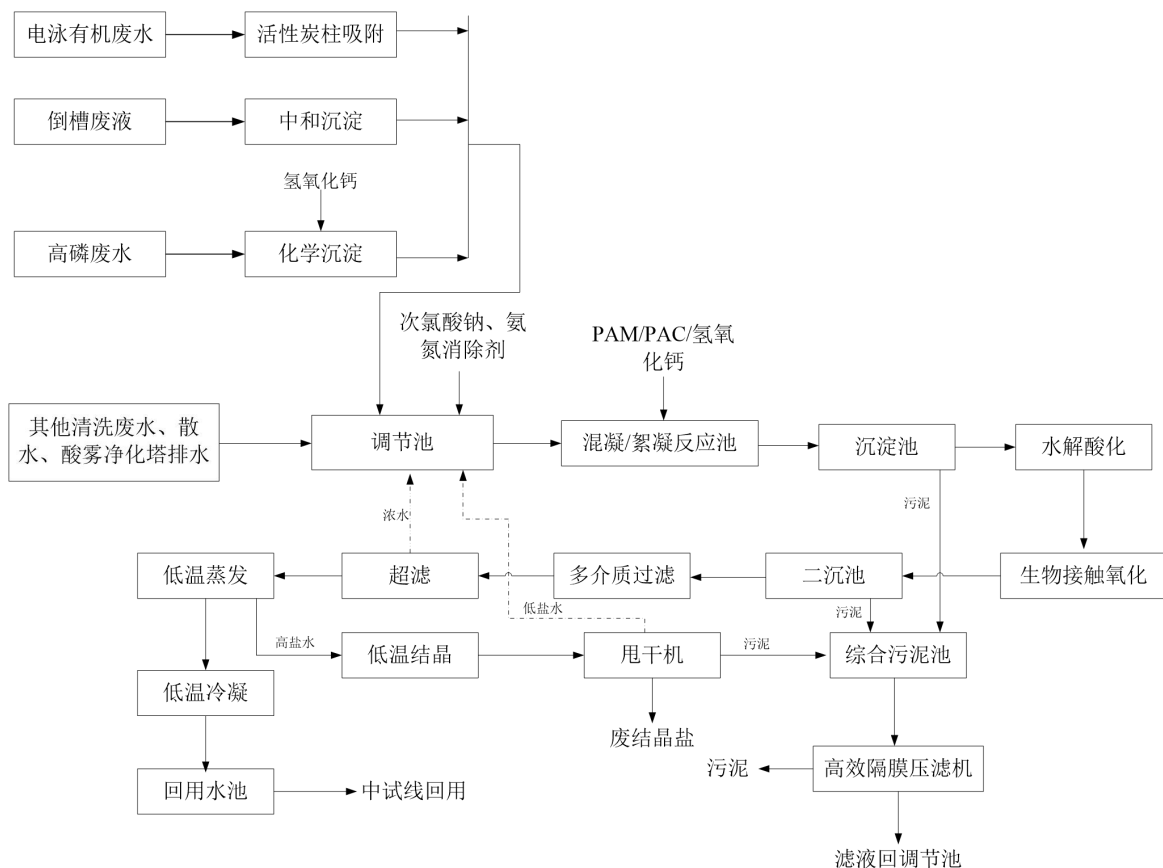 电泳有机废水
活性炭柱吸附
倒槽废液
中和沉淀
氢氧化钙
高磷废水
化学沉淀
次氯酸钠、氨
氮消除剂
PAM/PAC/氢氧
化钙
其他清洗废水、散
水、酸雾净化塔排水
调节池
混凝/絮凝反应池
沉淀池
水解酸化
浓水
污泥
低温蒸发
超滤
多介质过滤
二沉池
生物接触氧化
低盐水
污泥
高盐水
低温结晶
甩干机
污泥
综合污泥池
低温冷凝
废结晶盐
污泥
高效隔膜压滤机
回用水池
中试线回用
滤液回调节池